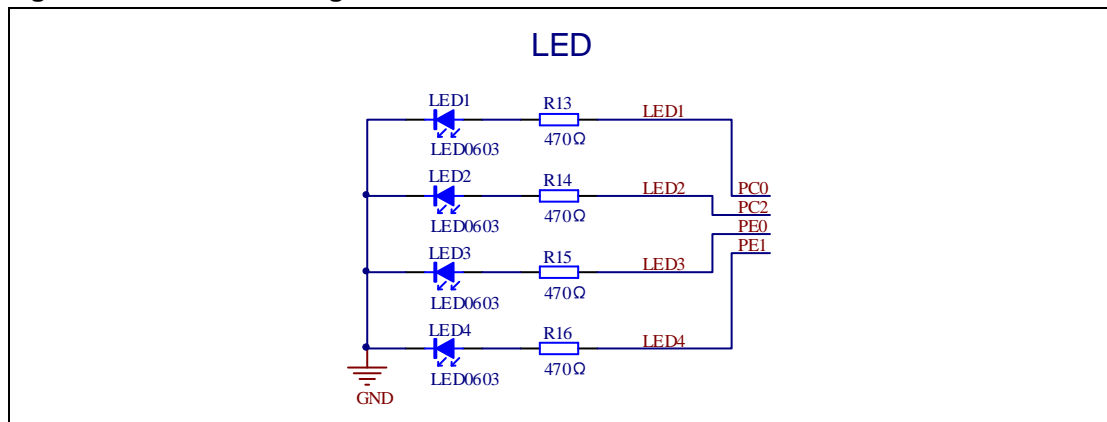 LED
LED1 R13 LED1
470Ω
LED0603
LED2 R14 LED2 PC0
470Ω PC2
LED0603 PE0
LED3 R15 LED3 PE1
470Ω
LED0603
LED4 R16 LED4
470Ω
LED0603
GND